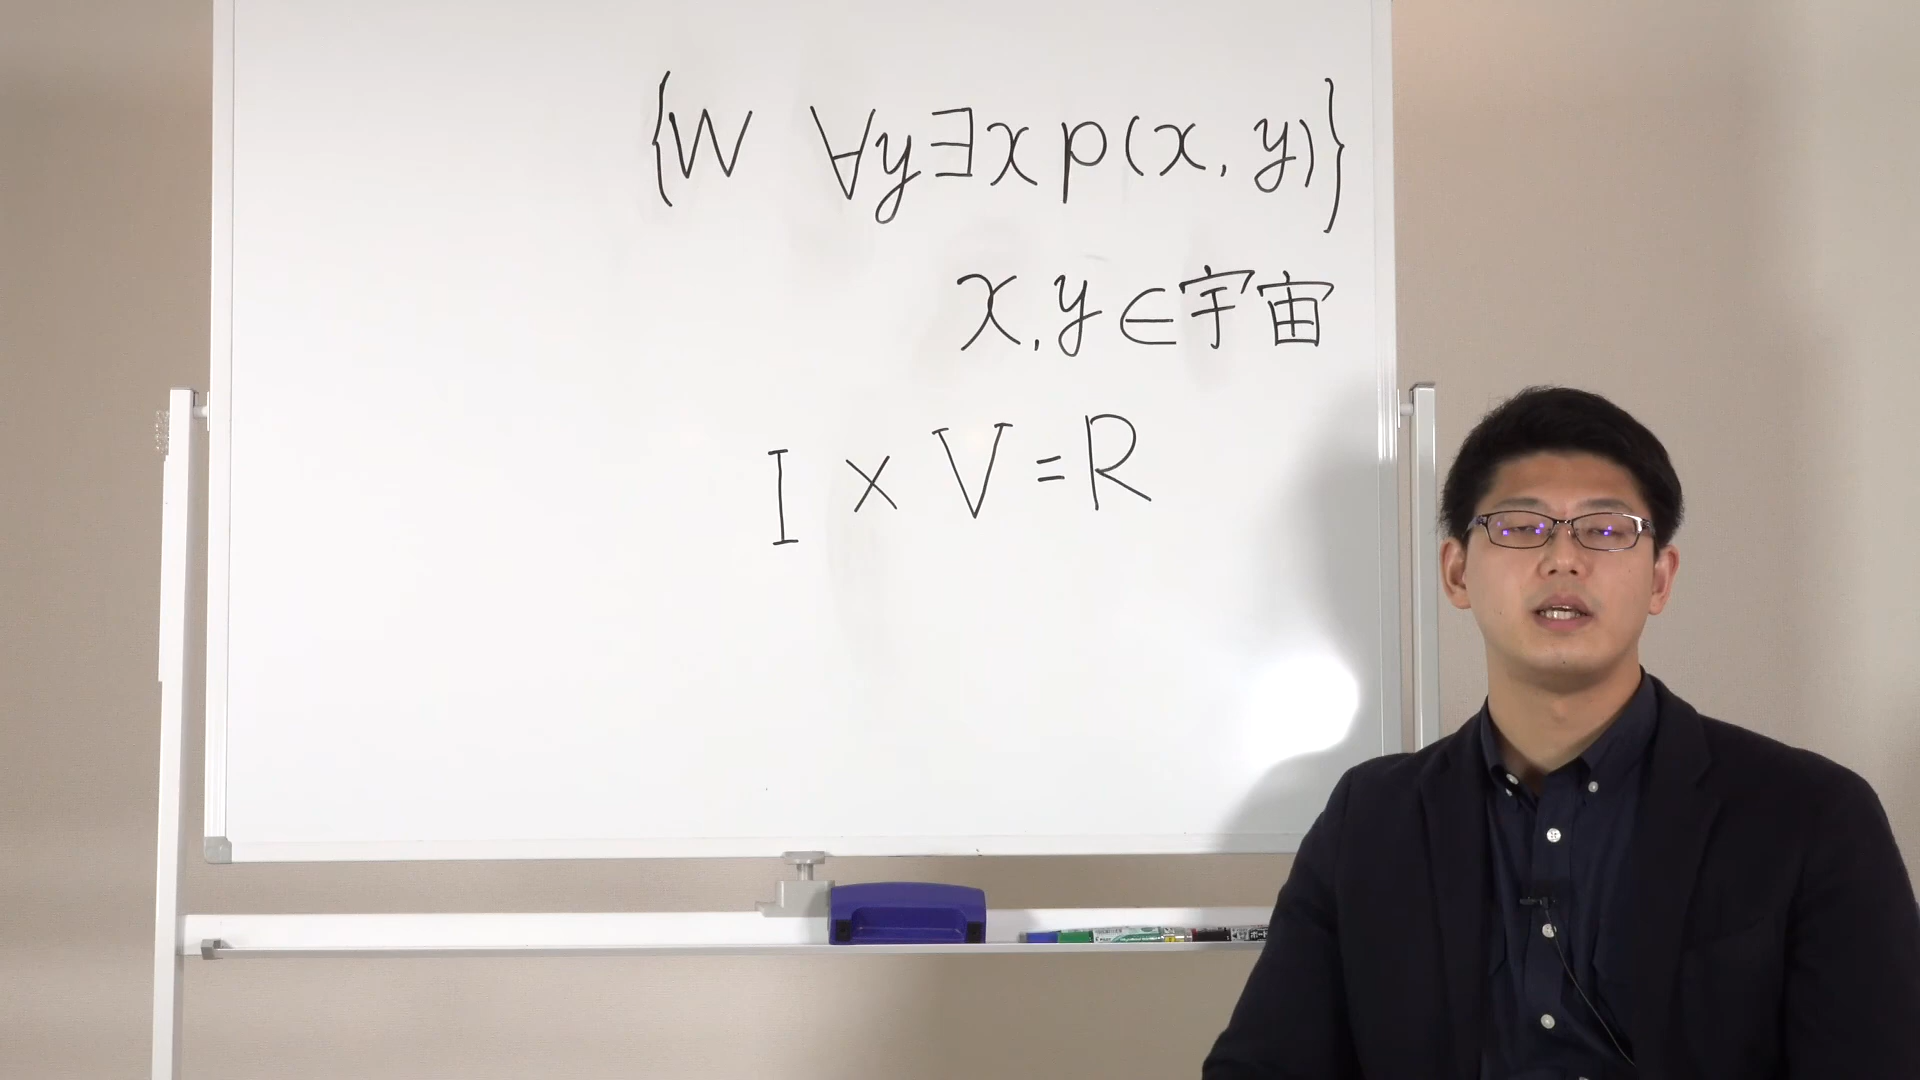 {W ∀y∃x p(x, y)}
x, y ∈宇宙
I × V = R